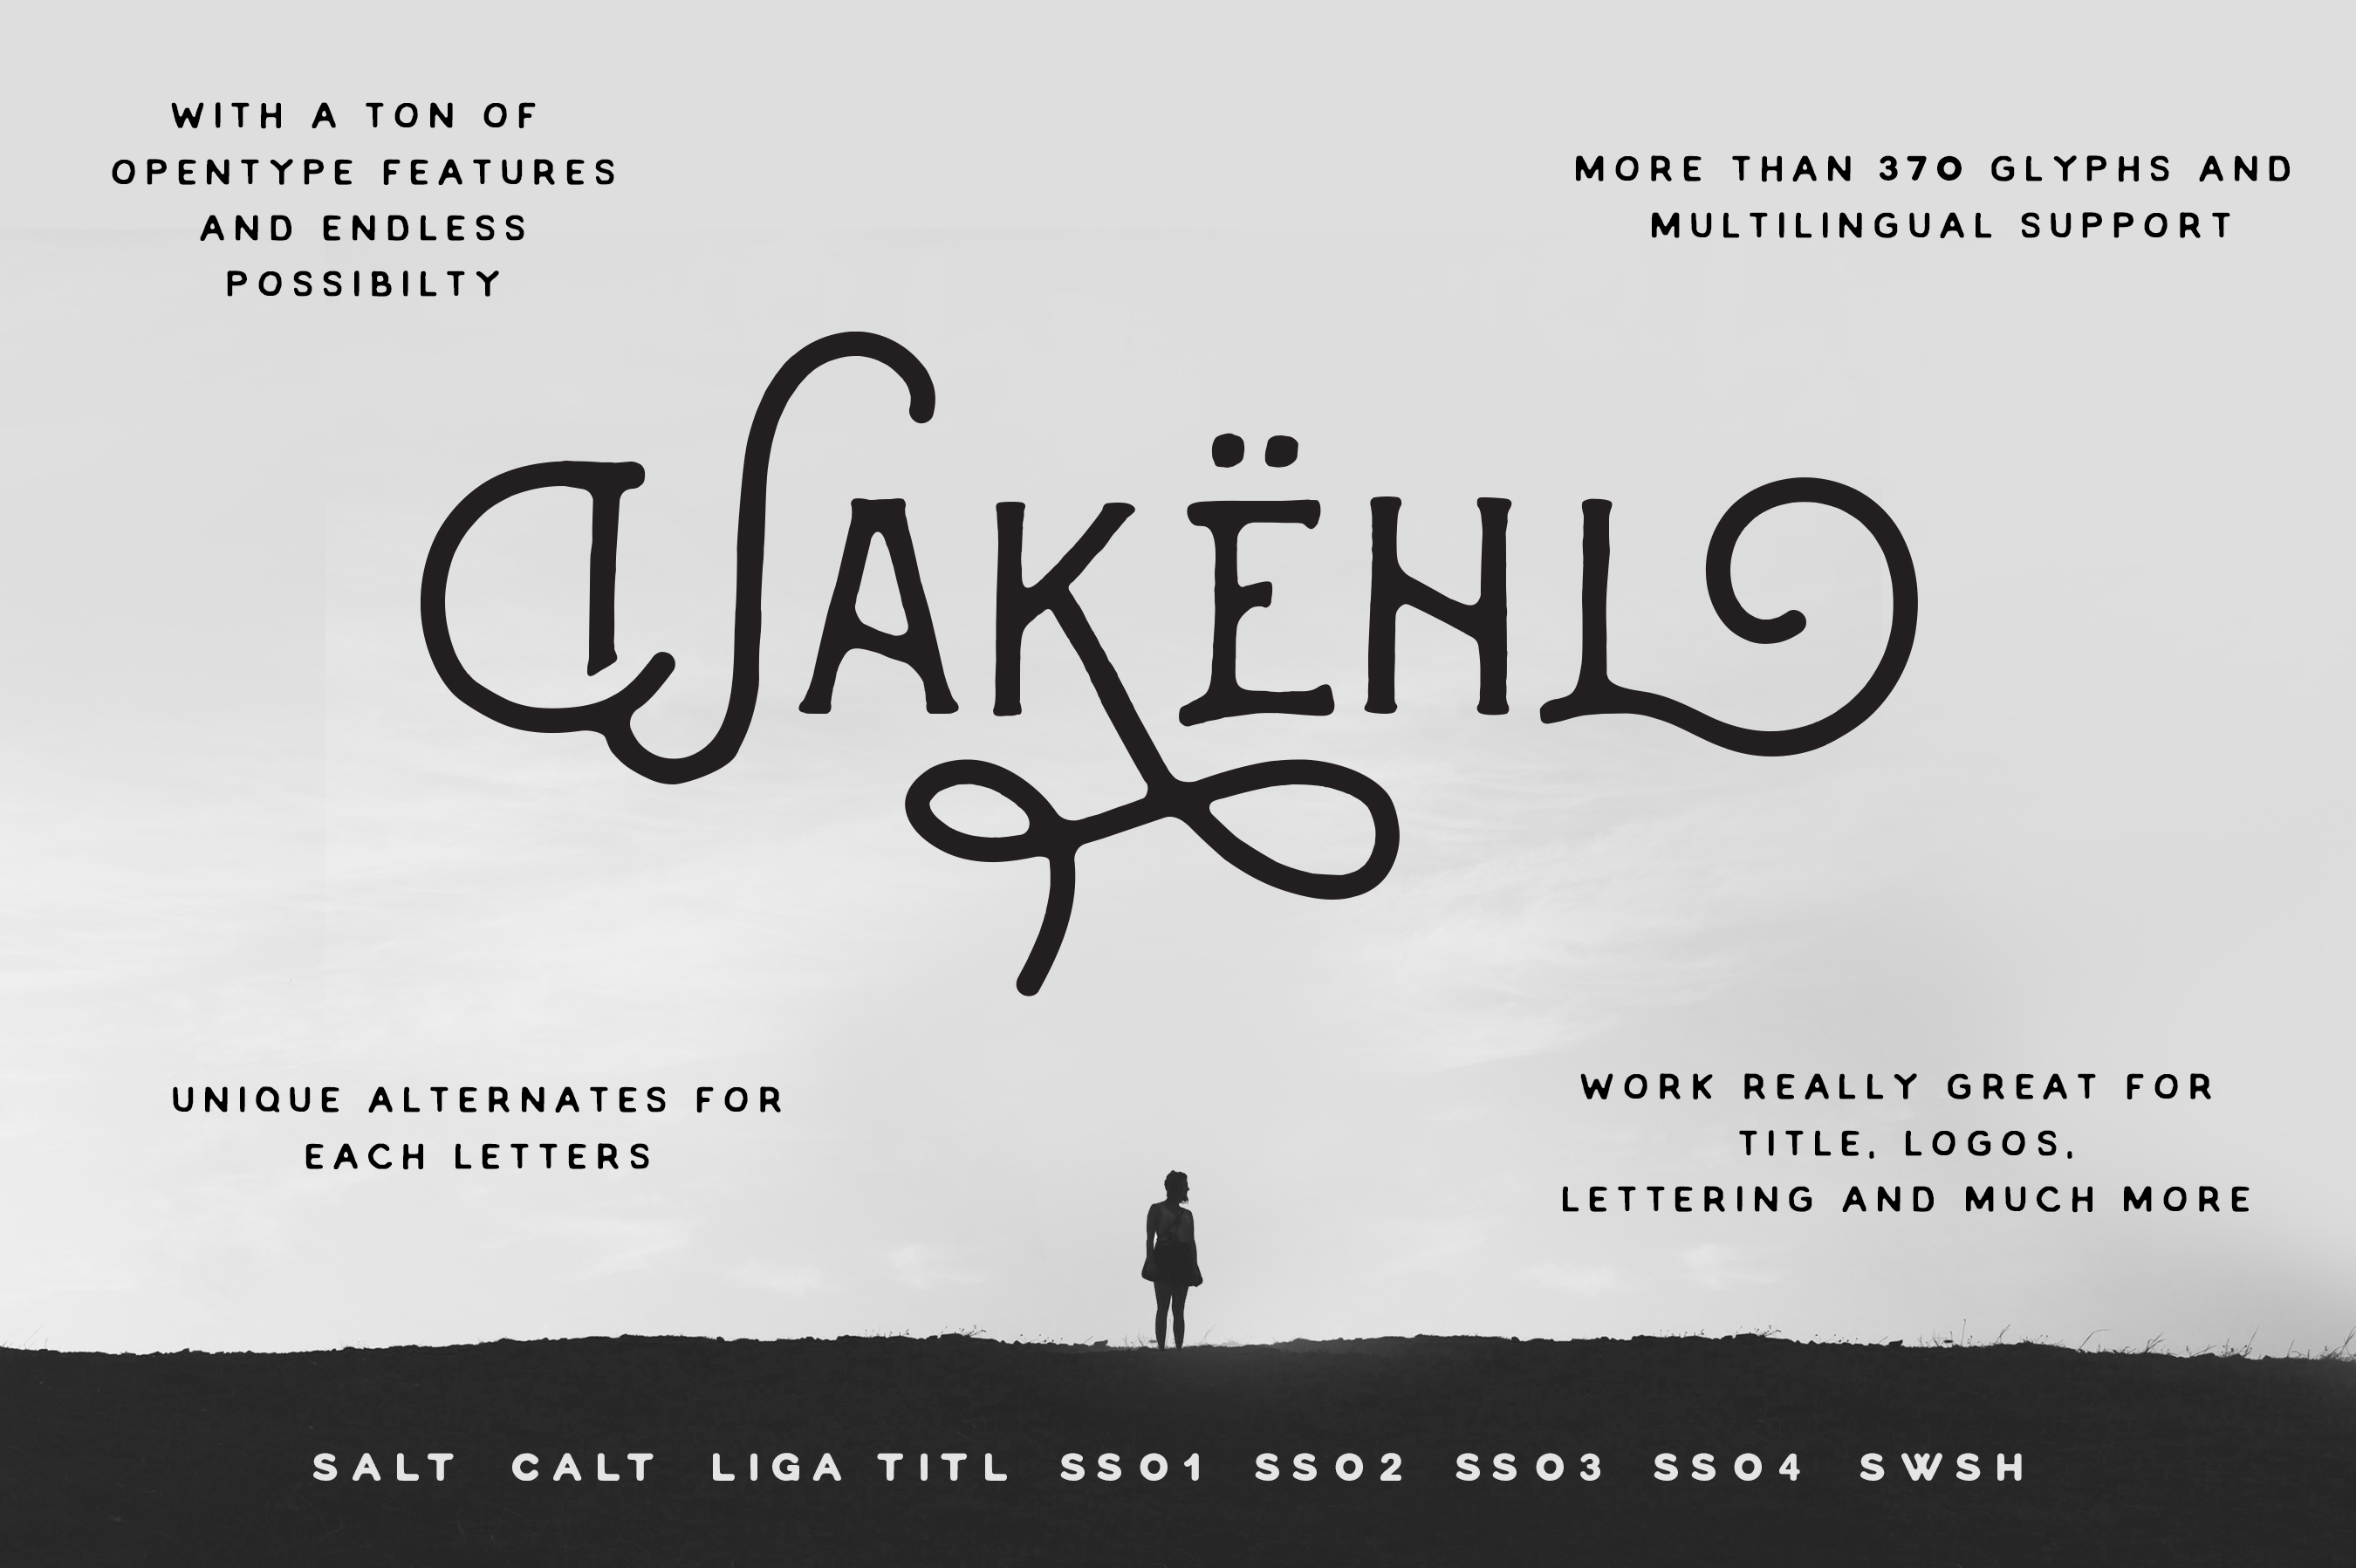 WITH A TON OF
OPENTYPE FEATURES
AND ENDLESS
POSSIBILTY
MORE THAN 370 GLYPHS AND
MULTILINGUAL SUPPORT
WAKËHL
UNIQUE ALTERNATES FOR
EACH LETTERS
WORK REALLY GREAT FOR
TITLE, LOGOS,
LETTERING AND MUCH MORE
SALT CALT LIGA TITL SS01 SS02 SS03 SS04 SWSH